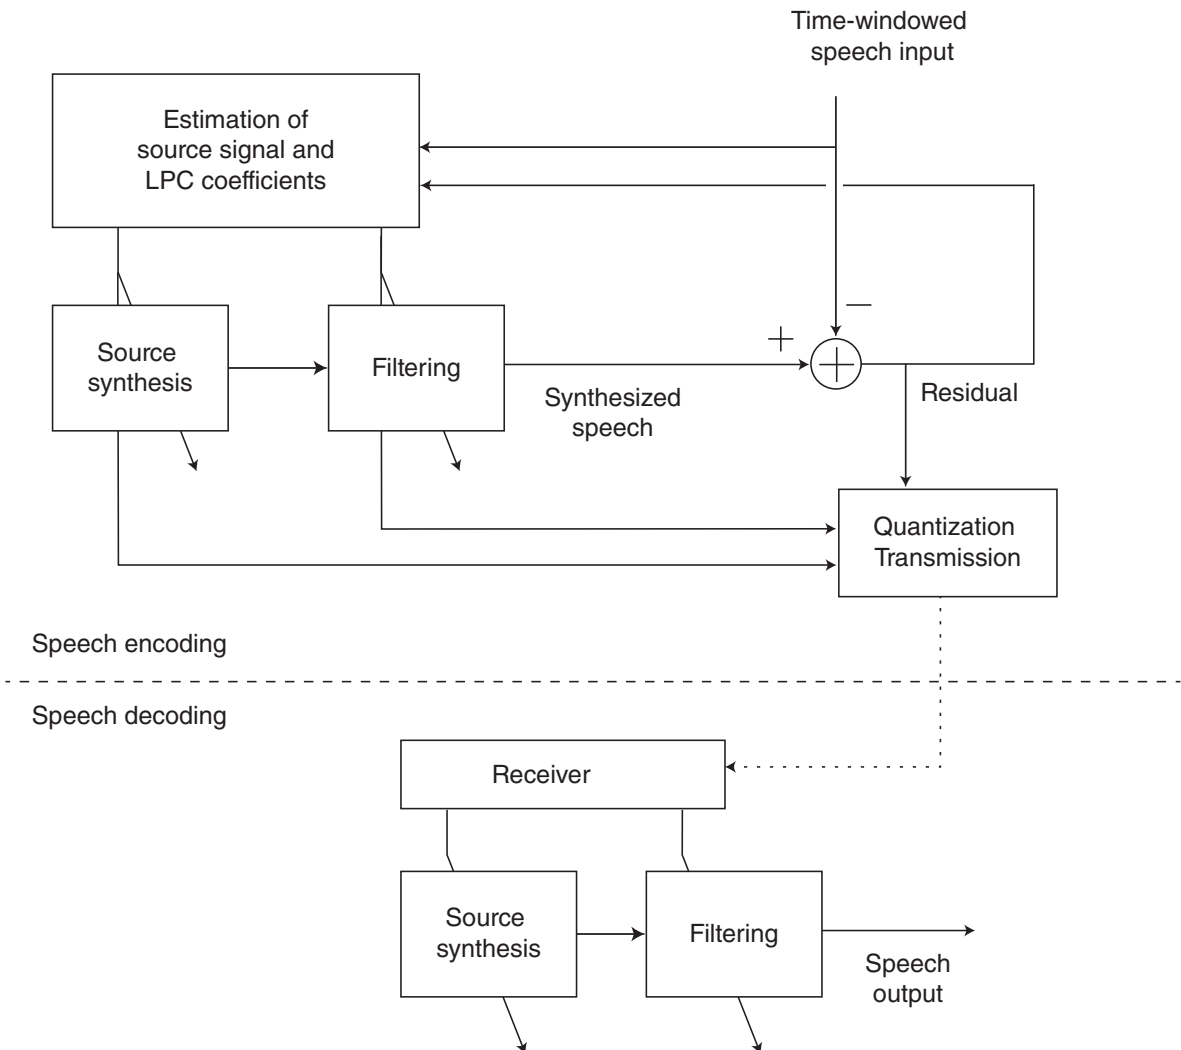 Time-windowed
speech input
Estimation of
source signal and
LPC coefficients
Source
synthesis
Filtering
Synthesized
speech
Residual
Quantization
Transmission
Speech encoding
Speech decoding
Receiver
Source
synthesis
Filtering
Speech
output